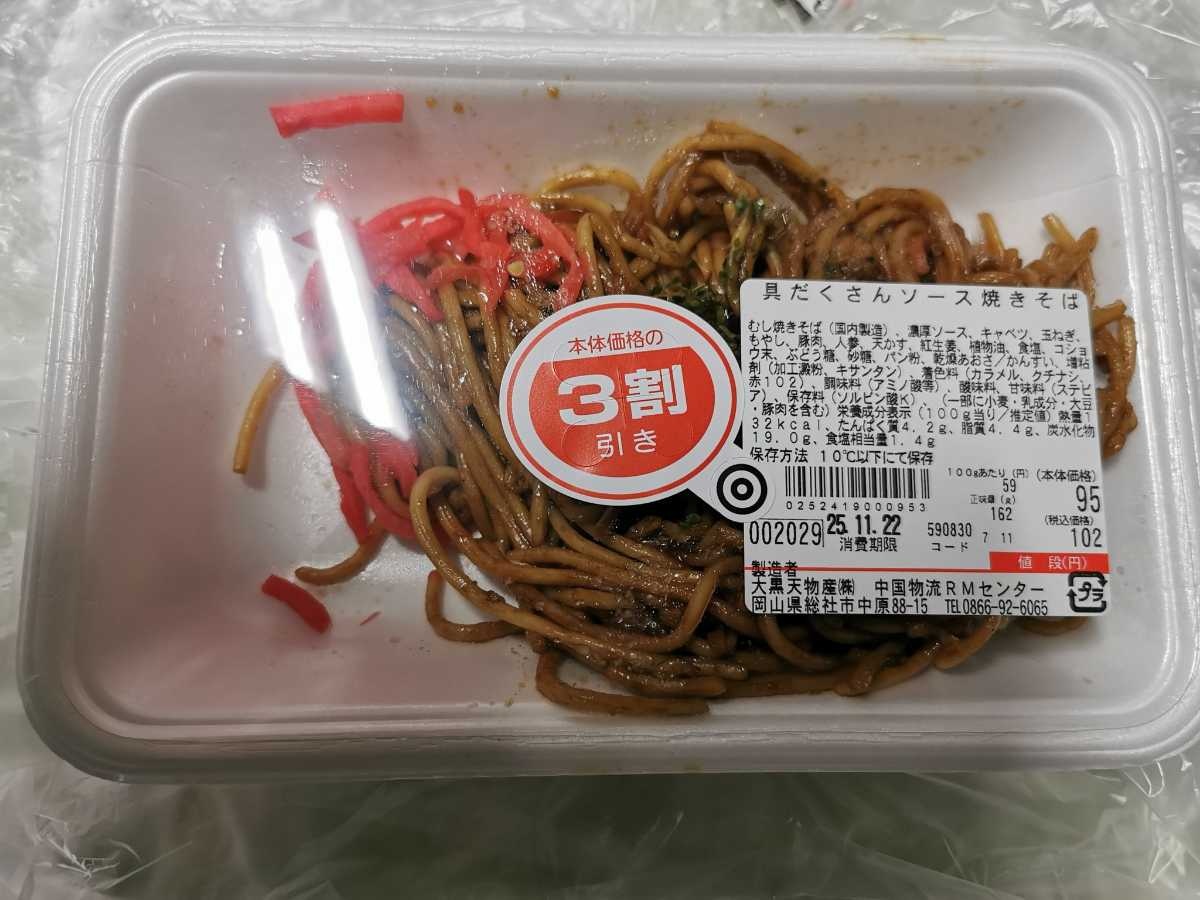 具だくさんソース焼きそば
むし焼きそば（国内製造）、濃厚ソース、キャベツ、玉ねぎ、
もやし、豚肉、人参、天かす、紅生姜、植物油、食塩、コショ
ウ末、ぶどう糖、砂糖、パン粉、乾燥あおさ／かんすい、増粘
剤（加工澱粉、キサンタン）、着色料（カラメル、クチナシ、
赤102）、調味料（アミノ酸等）、酸味料、甘味料（ステビ
ア）、保存料（ソルビン酸K）、（一部に小麦・乳成分・大豆
・豚肉を含む）栄養成分表示（100g当り／推定値）熱量1
32kcal、たんぱく質4.2g、脂質4.4g、炭水化物
19.0g、食塩相当量1.4g
保存方法 10℃以下にて保存
本体価格の
3割
引き
100gあたり（円）
59
（本体価格）
95
正味量（g）
162
（税込価格）
102
0252419000953
002029
25.11.22
消費期限
590830
コード
7 11
値 段（円）
製造者
大黒天物産㈱ 中国物流RMセンター
岡山県総社市中原88-15 TEL0866-92-6065
プラ